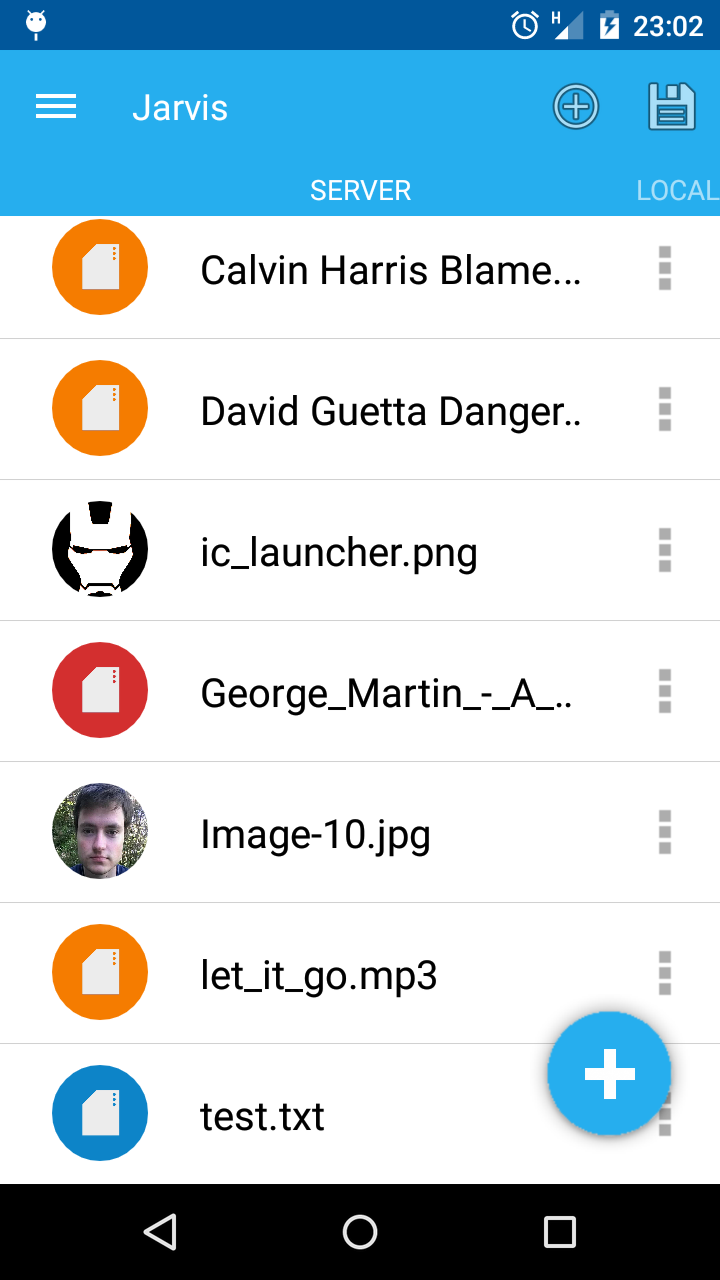 H 23:02
Jarvis
SERVER LOCAL
Calvin Harris Blame...
David Guetta Danger..
ic_launcher.png
George_Martin_-_A_..
Image-10.jpg
let_it_go.mp3
test.txt